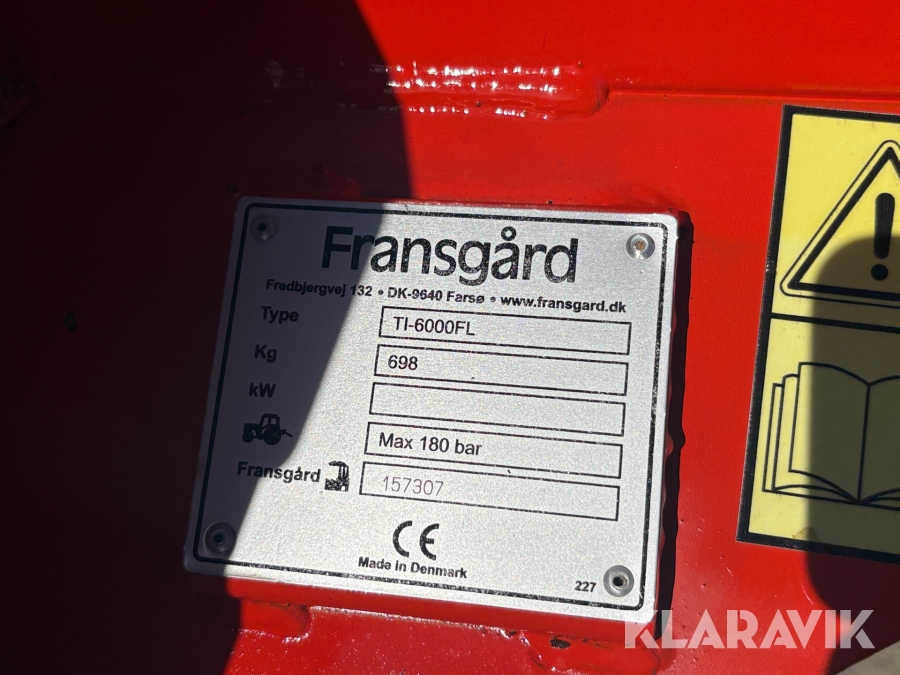 Fransgård
Fredbjergvej 132 • DK-9640 Farsø • www.fransgard.dk
Type TI-6000FL
Kg 698
kW
Max 180 bar
Fransgård 157307
CE
Made in Denmark
227
KLARAVIK